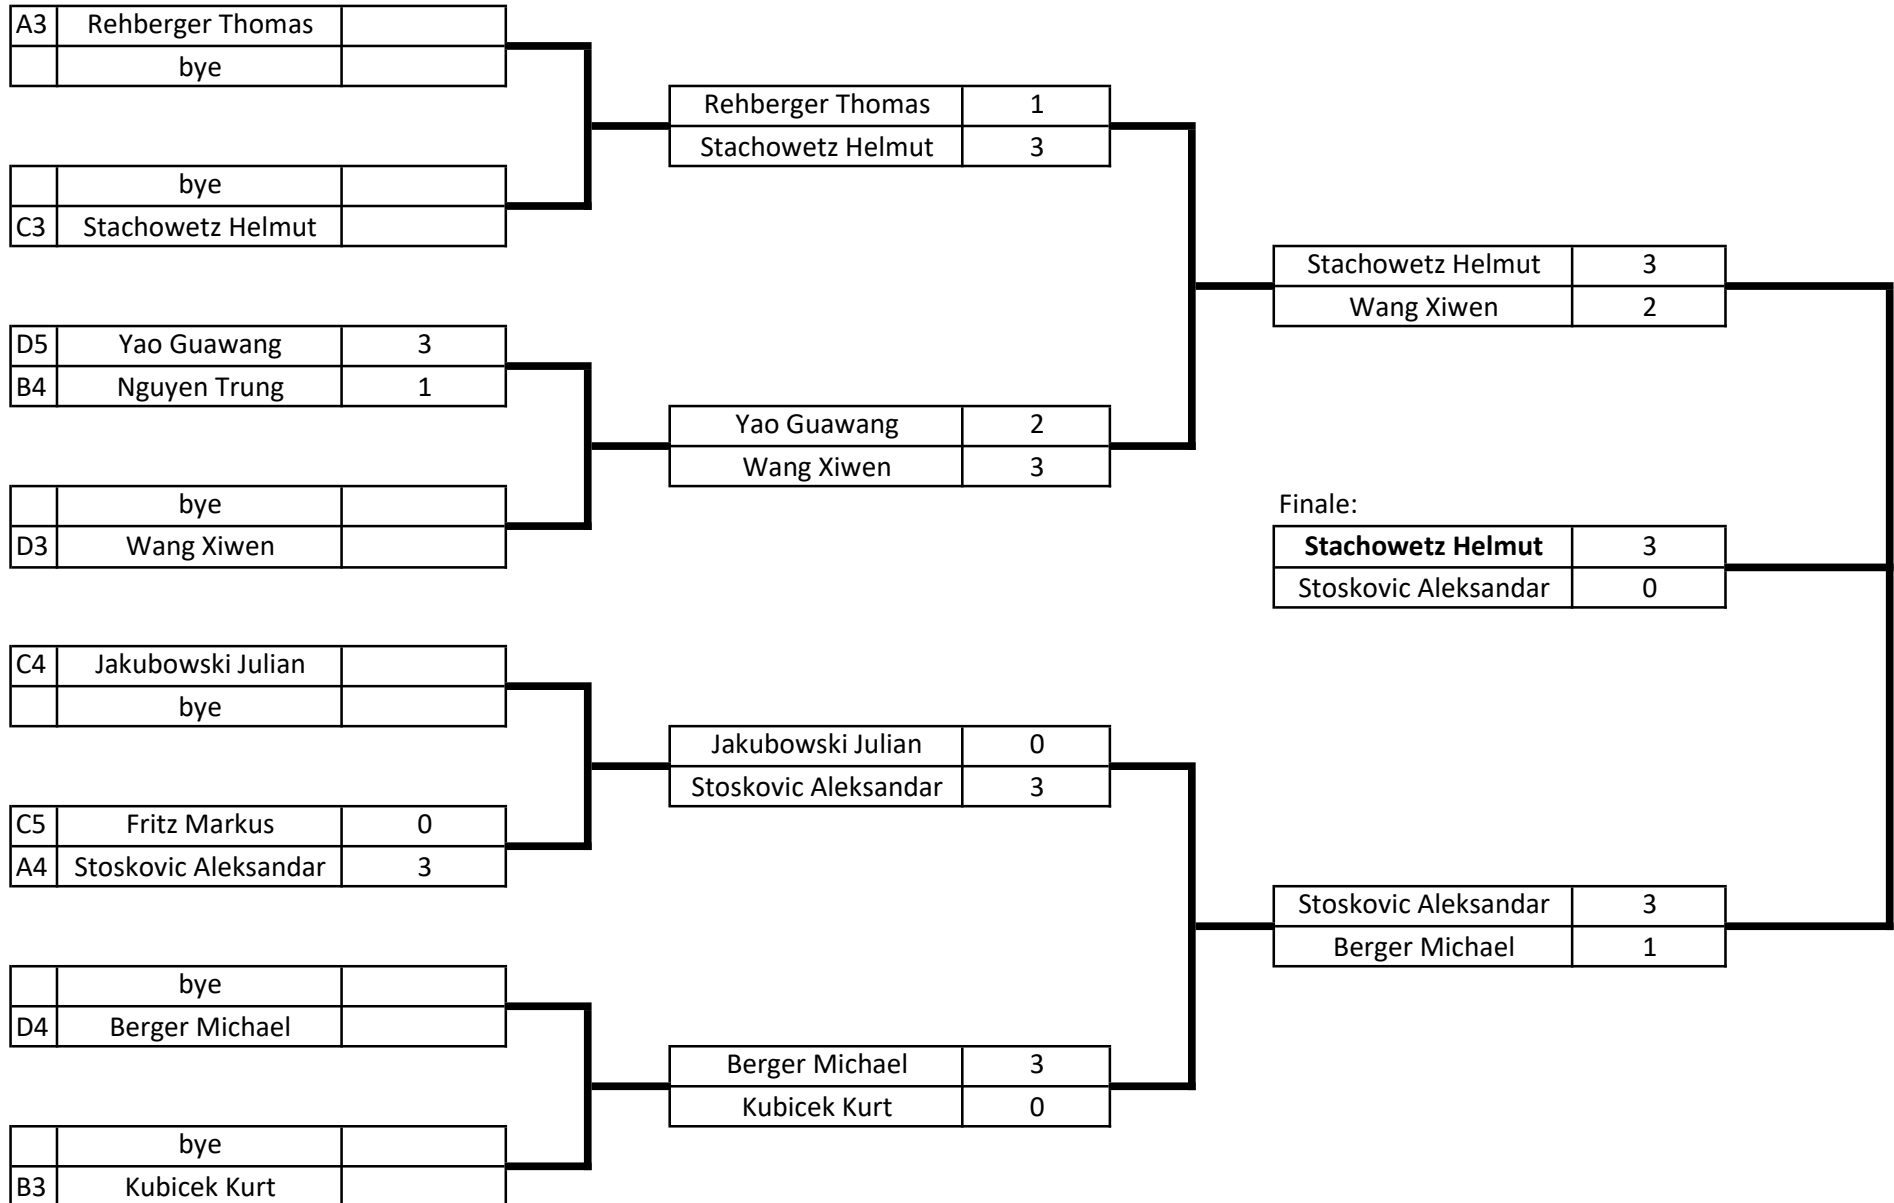 A3 Rehberger Thomas
bye
bye
C3 Stachowetz Helmut
D5 Yao Guawang 3
B4 Nguyen Trung 1
bye
D3 Wang Xiwen
C4 Jakubowski Julian
bye
C5 Fritz Markus 0
A4 Stoskovic Aleksandar 3
bye
D4 Berger Michael
bye
B3 Kubicek Kurt
Rehberger Thomas 1
Stachowetz Helmut 3
Yao Guawang 2
Wang Xiwen 3
Jakubowski Julian 0
Stoskovic Aleksandar 3
Berger Michael 3
Kubicek Kurt 0
Stachowetz Helmut 3
Wang Xiwen 2
Finale:
Stachowetz Helmut 3
Stoskovic Aleksandar 0
Stoskovic Aleksandar 3
Berger Michael 1